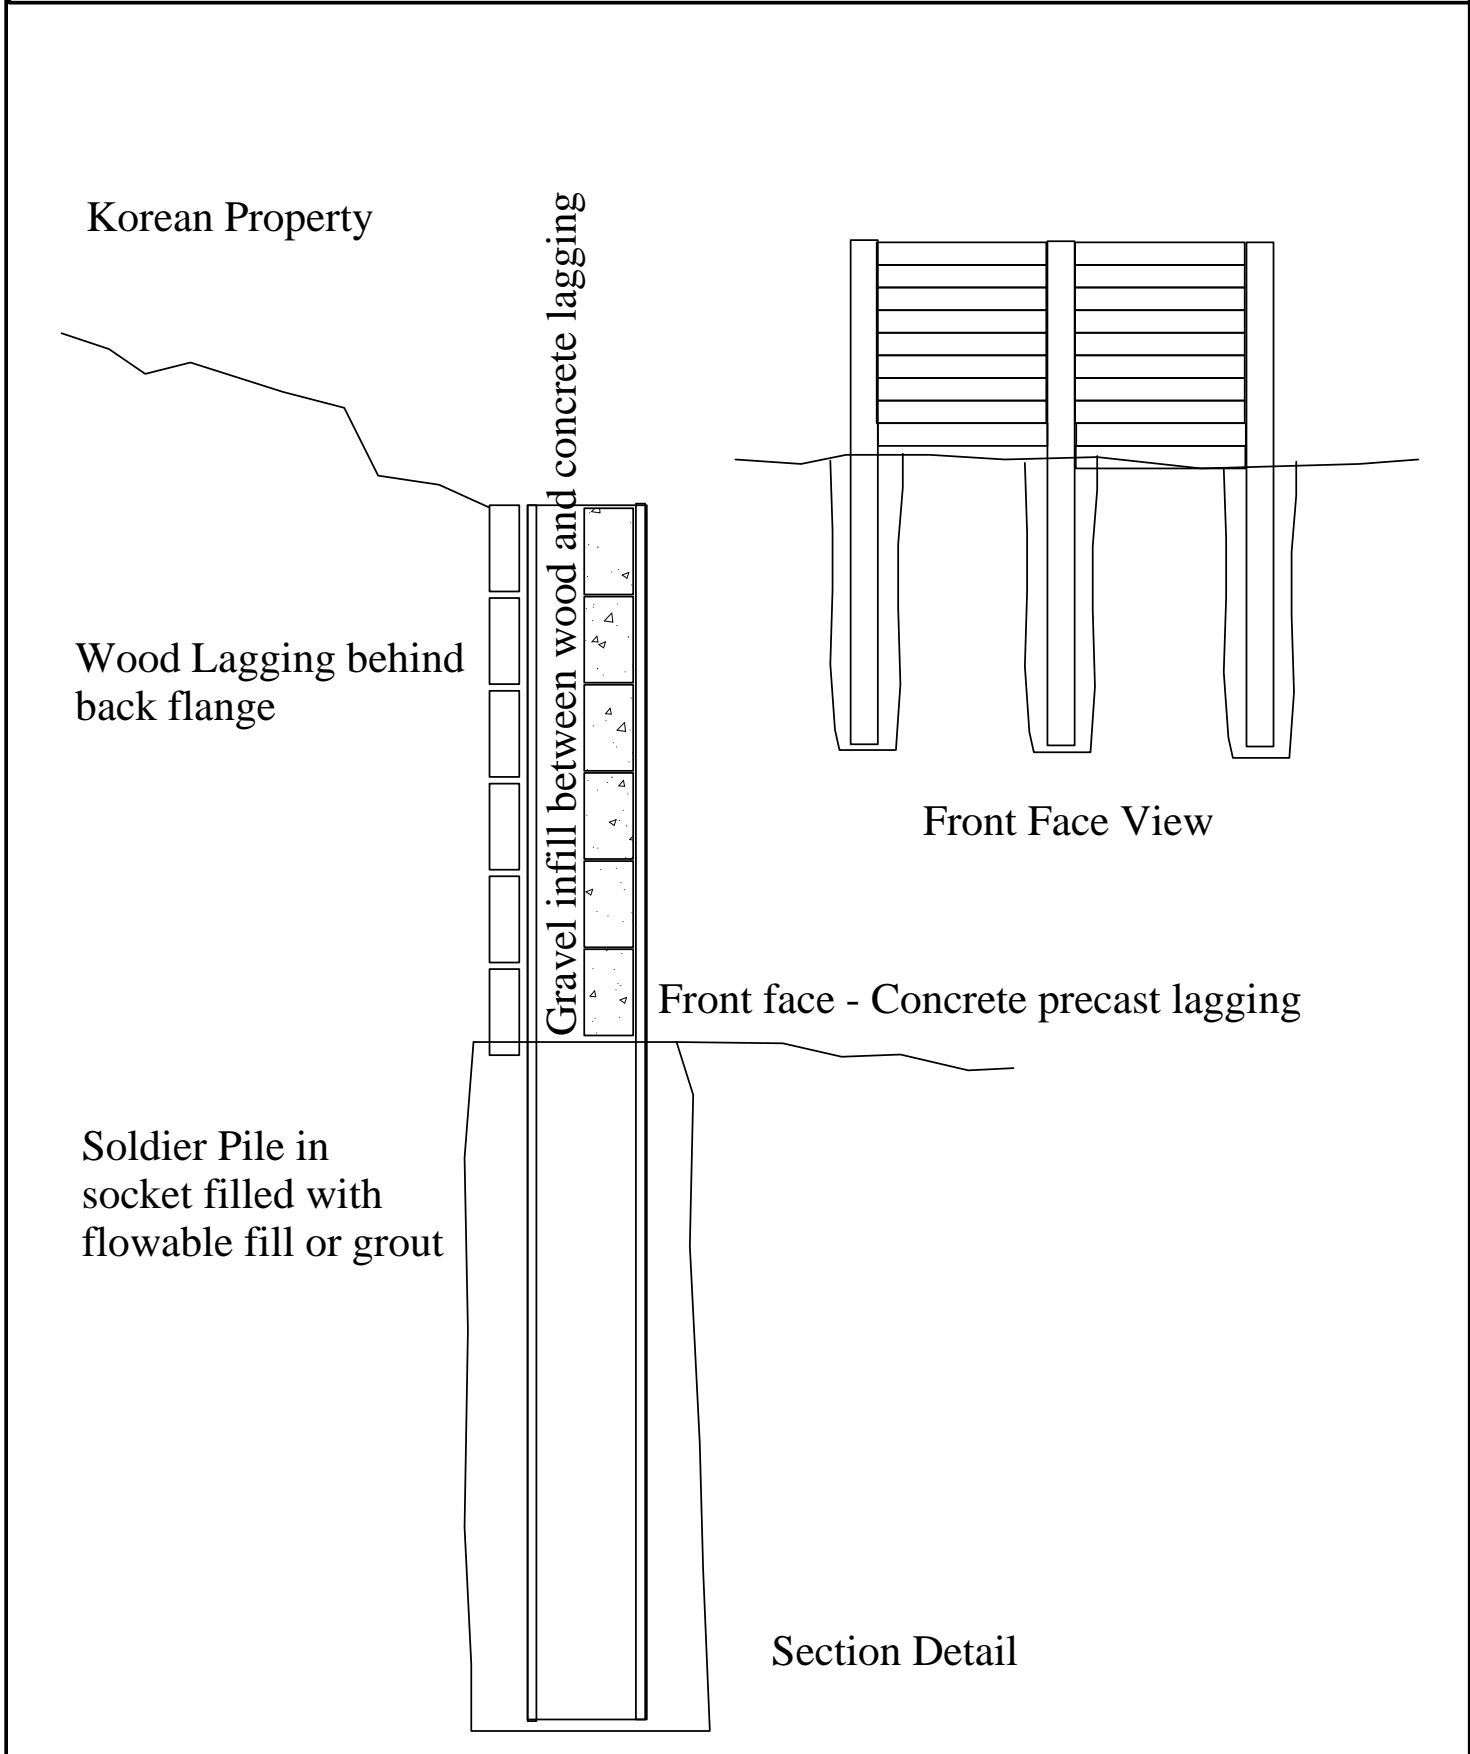 Korean Property
Gravel infill between wood and concrete lagging
Wood Lagging behind
back flange
Front Face View
Front face - Concrete precast lagging
Soldier Pile in
socket filled with
flowable fill or grout
Section Detail